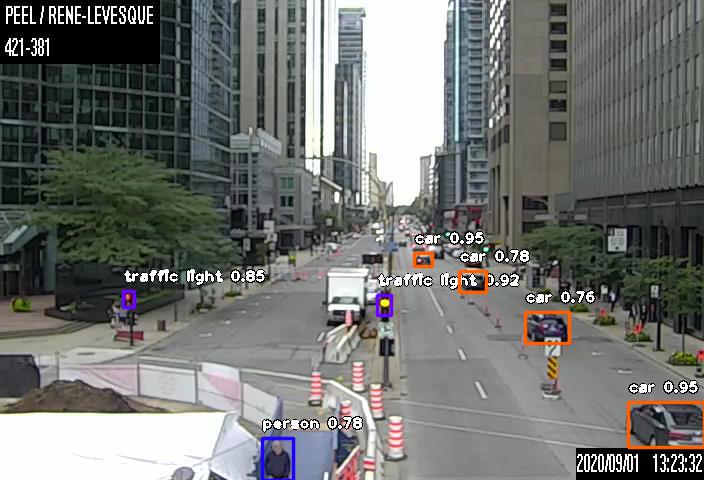 PEEL / RENE-LEVESQUE
421-381
car 0.95
car 0.78
traffic light 0.85
traffic light 0.92
car 0.76
car 0.95
person 0.78
2020/09/01 13:23:32